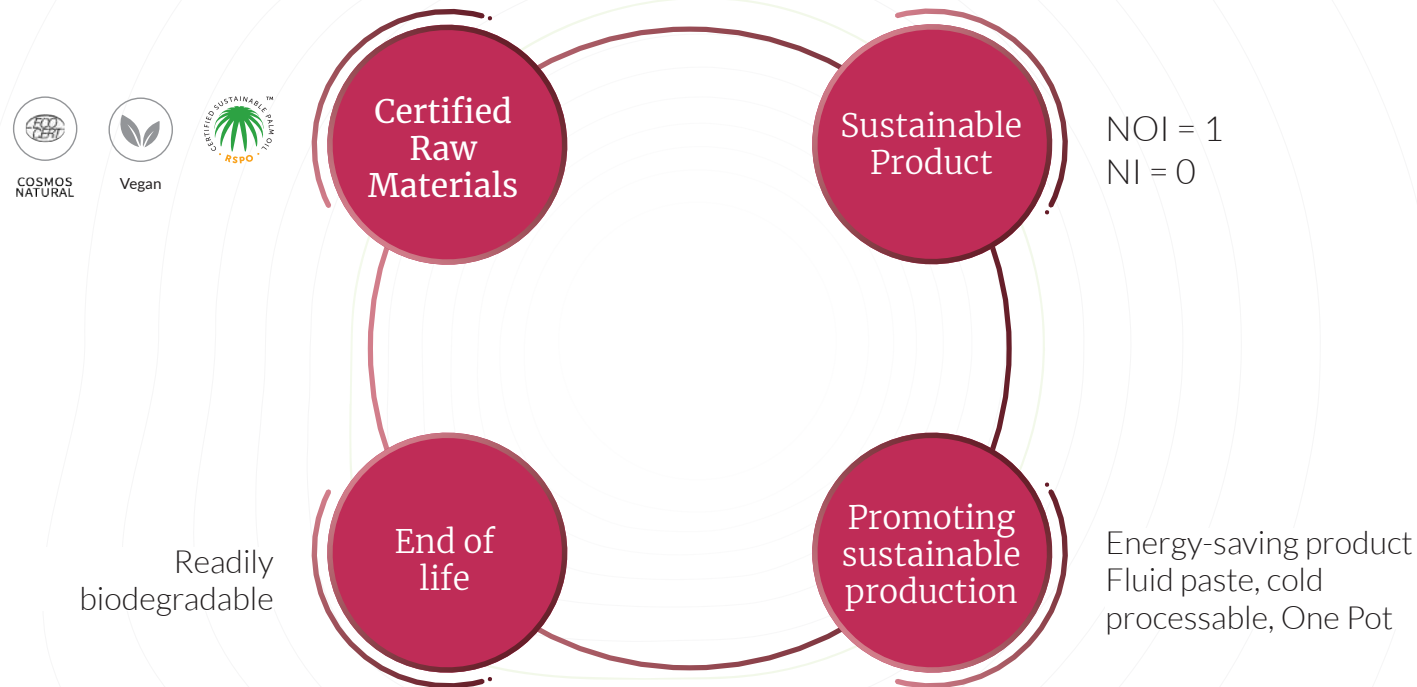 Certified
Raw
Materials
Sustainable
Product
NOI = 1
NI = 0
ECO
CERT
COSMOS
NATURAL
Vegan
CERTIFIED SUSTAINABLE PALM OIL ™
RSPO
End of
life
Readily
biodegradable
Promoting
sustainable
production
Energy-saving product
Fluid paste, cold
processable, One Pot